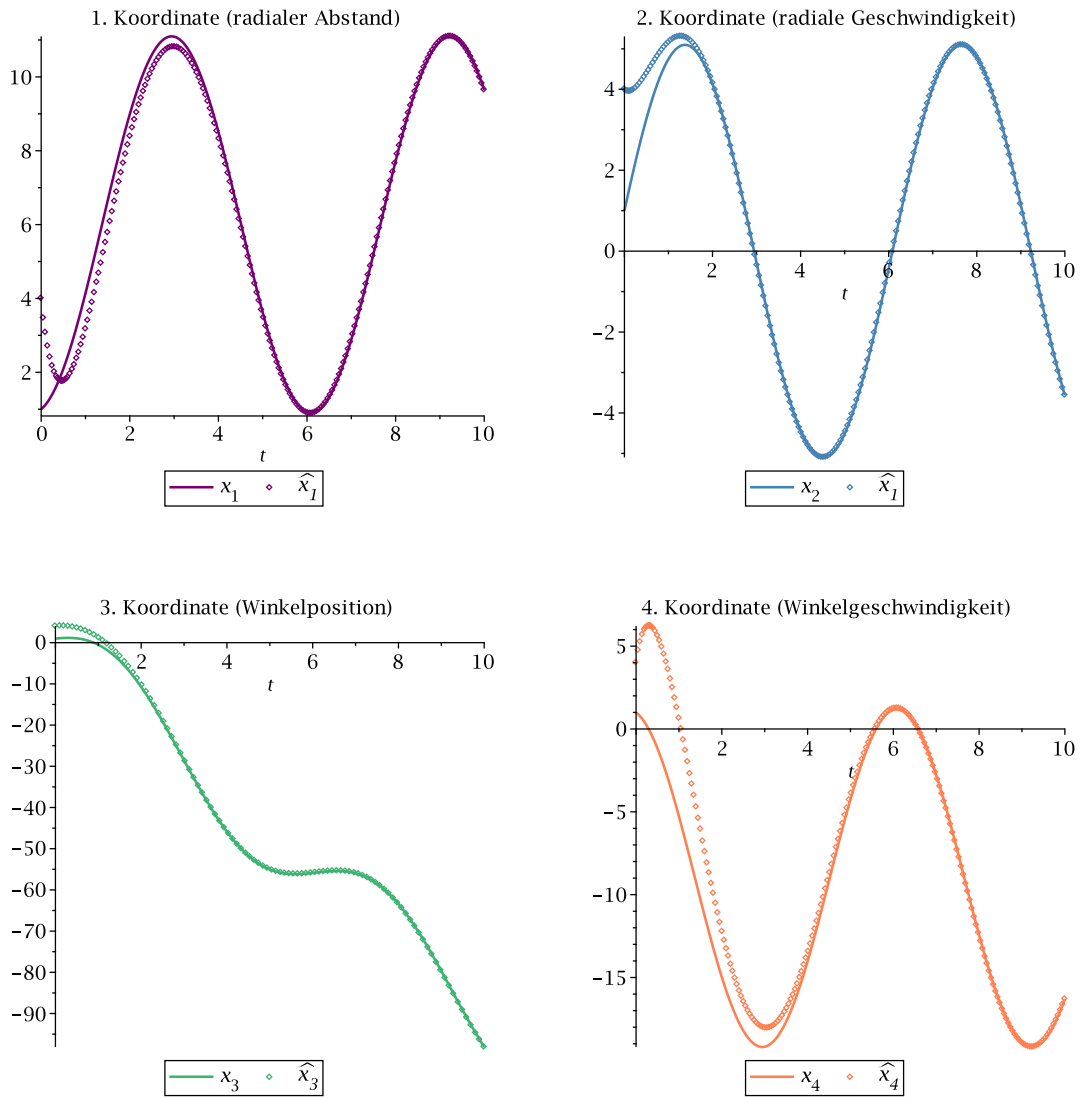 1. Koordinate (radialer Abstand)
10
8
6
4
2
0 2 4 6 8 10
t
x₁ x̂₁
2. Koordinate (radiale Geschwindigkeit)
4
2
0
2 4 6 8 10
t
−2
−4
x₂ x̂₁
3. Koordinate (Winkelposition)
0
2 4 6 8 10
t
−10
−20
−30
−40
−50
−60
−70
−80
−90
x₃ x̂₃
4. Koordinate (Winkelgeschwindigkeit)
5
0
2 4 6 8 10
t
−5
−10
−15
x₄ x̂₄